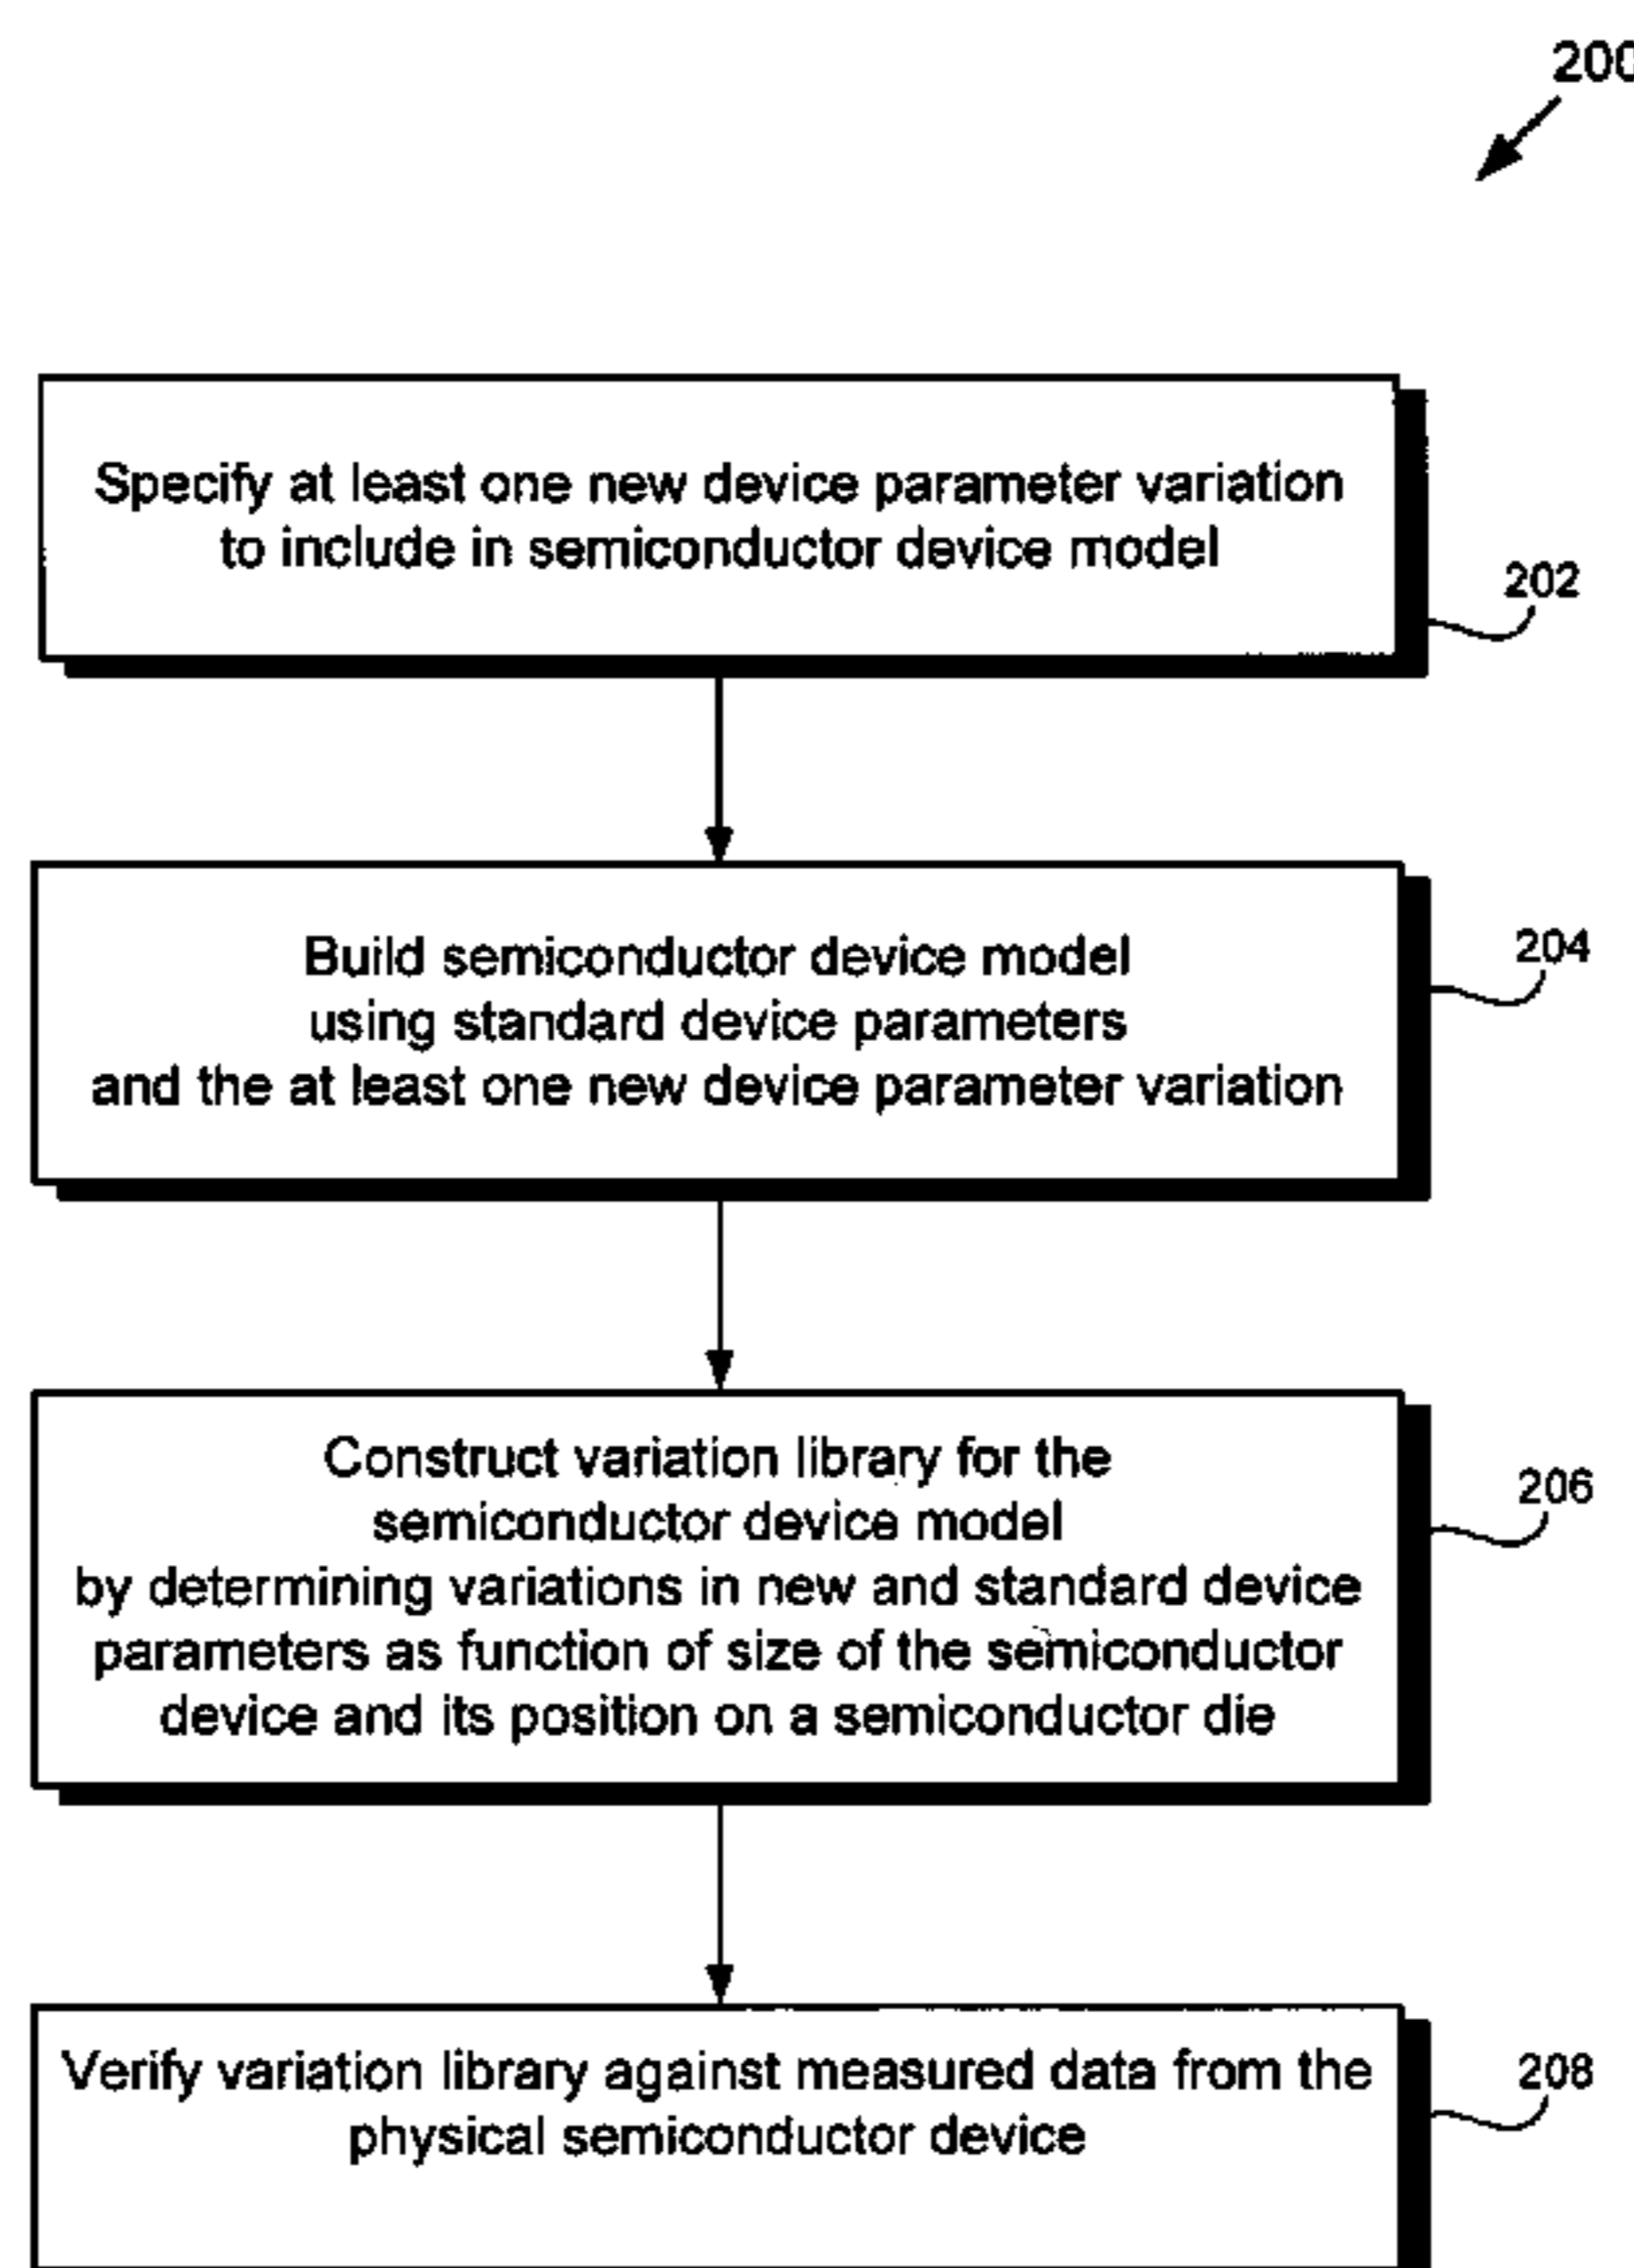 200
Specify at least one new device parameter variation
to include in semiconductor device model
202
Build semiconductor device model
using standard device parameters
and the at least one new device parameter variation
204
Construct variation library for the
semiconductor device model
by determining variations in new and standard device
parameters as function of size of the semiconductor
device and its position on a semiconductor die
206
Verify variation library against measured data from the
physical semiconductor device
208